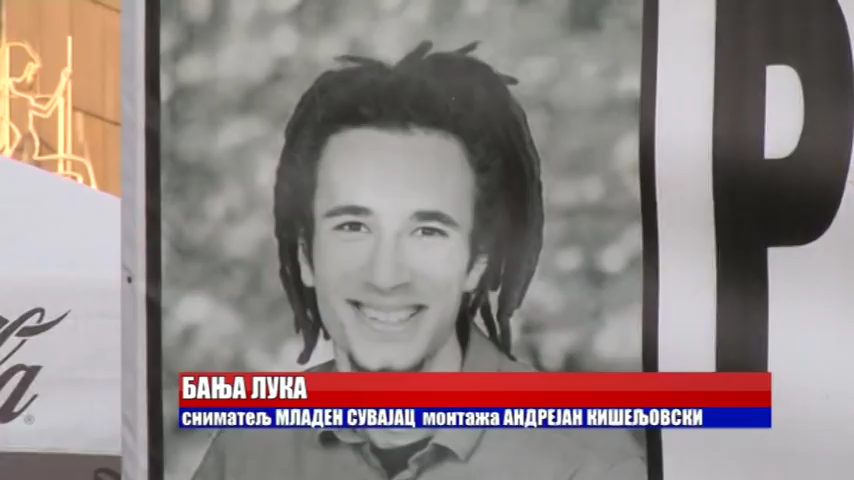 P
БАЊА ЛУКА
сниматељ МЛАДЕН СУВАЈАЦ монтажа АНДРЕЈАН КИШЕЉОВСКИ